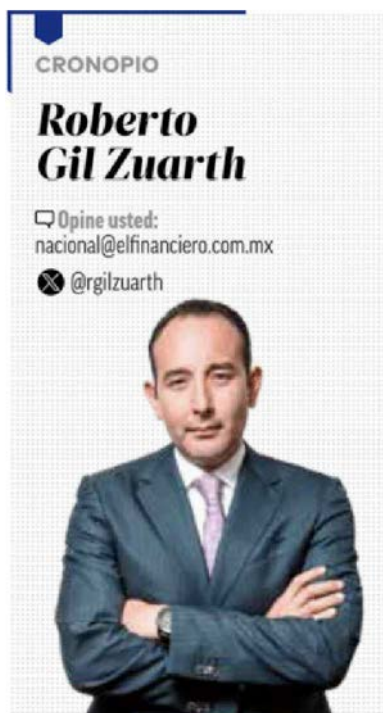 CRONOPIO
Roberto
Gil Zuarth
Opine usted:
nacional@elfinanciero.com.mx
@rgilzuarth